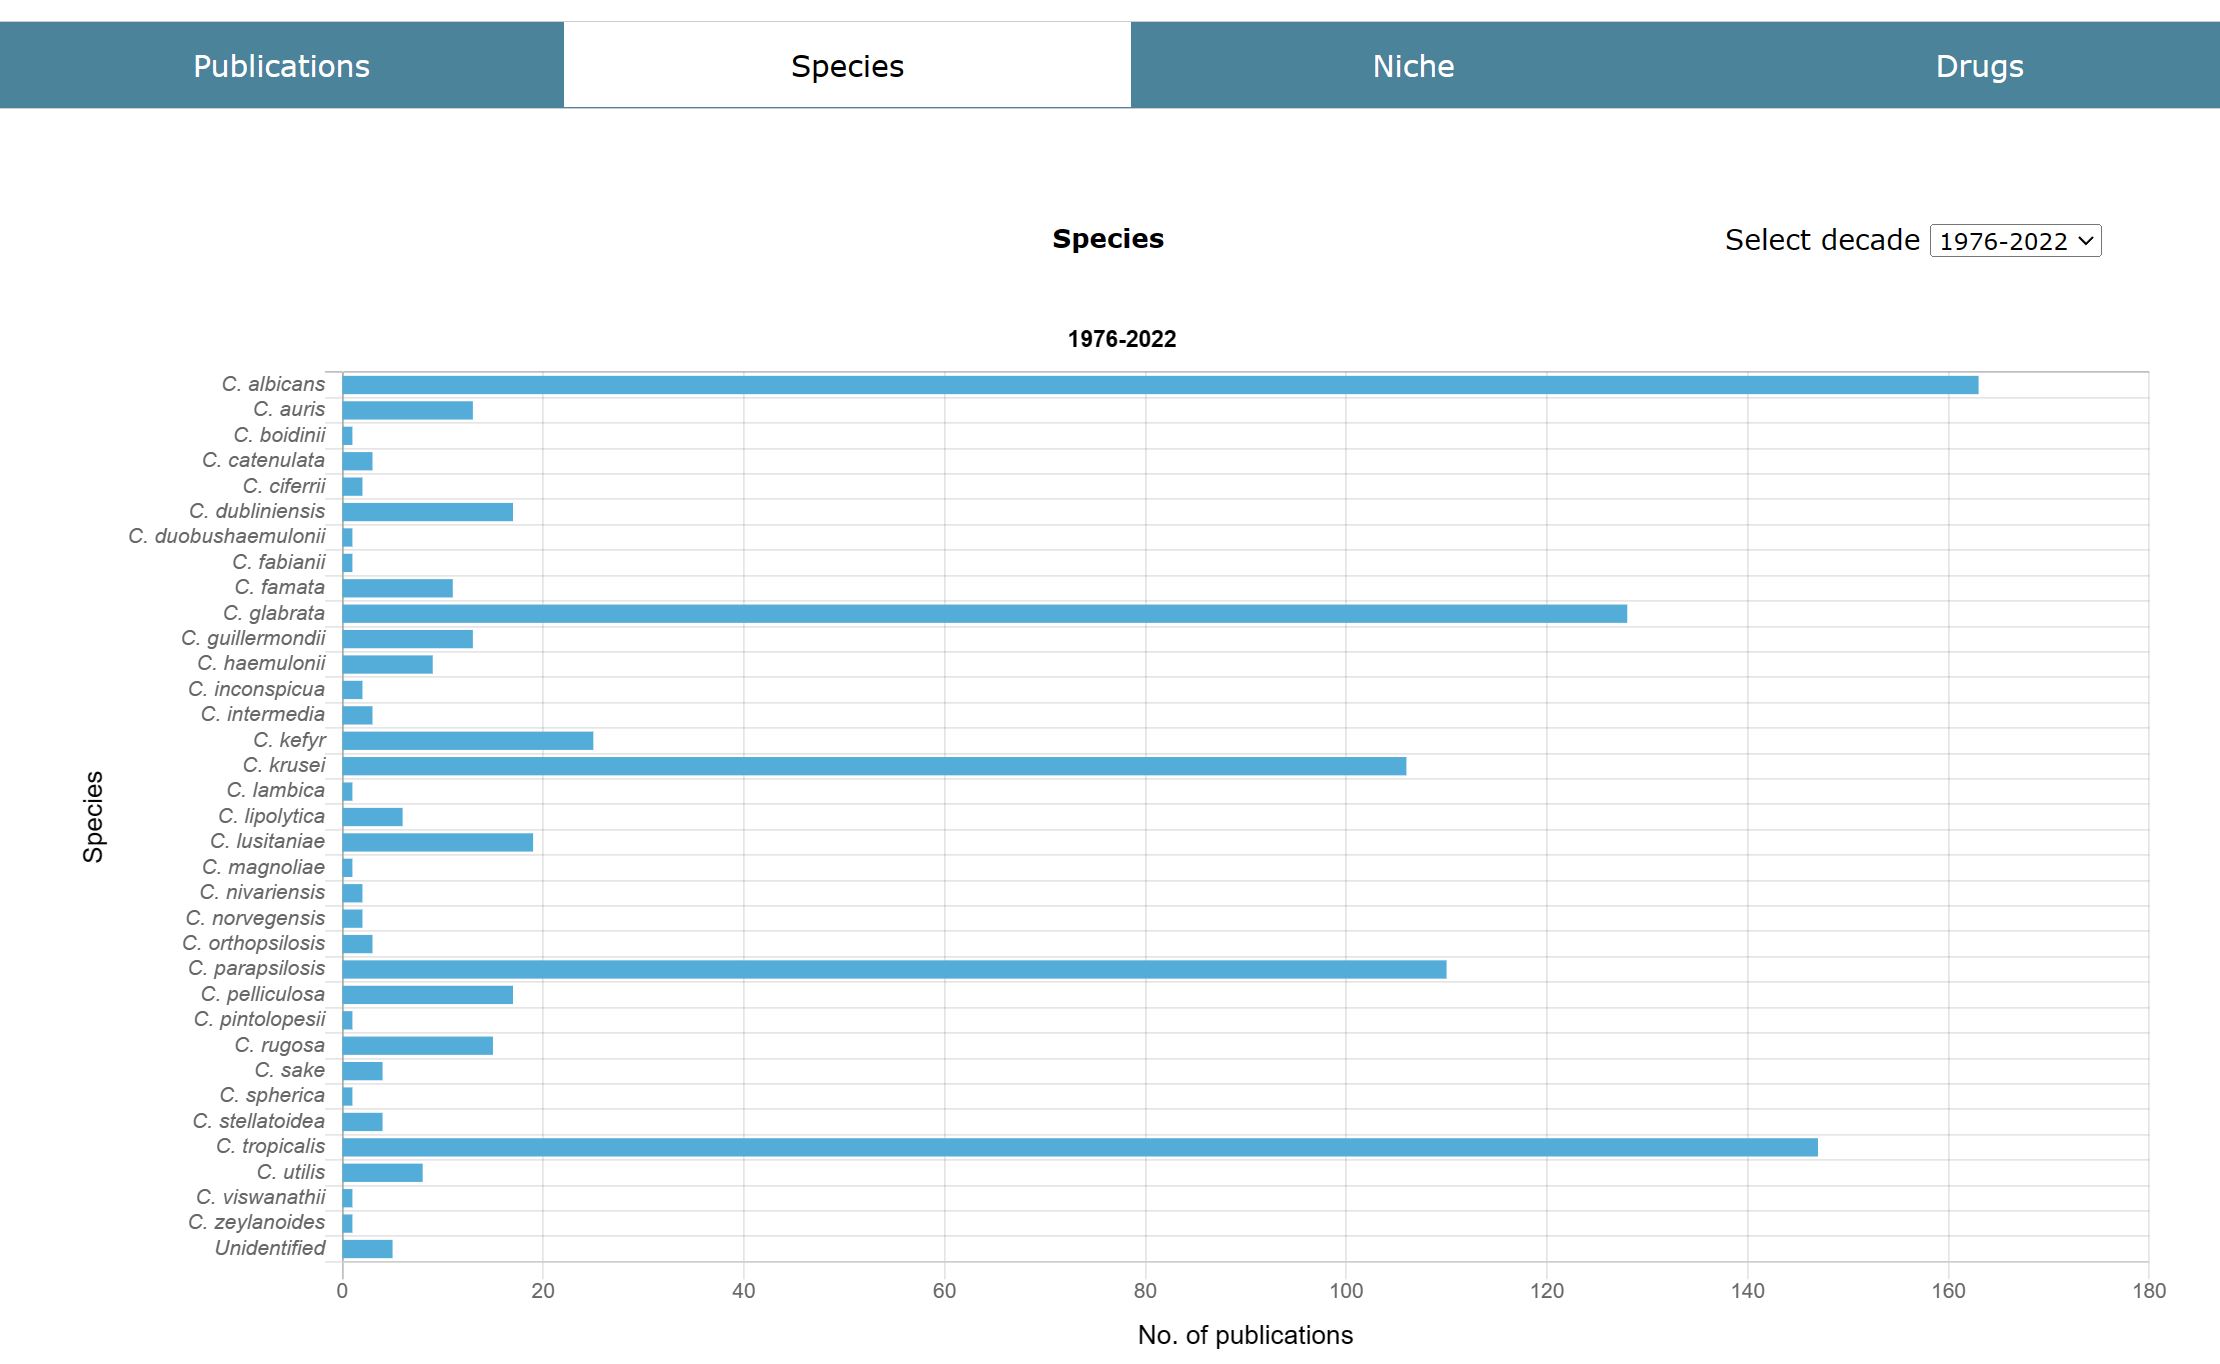 Publications Species Niche Drugs
Species
Select decade 1976-2022
1976-2022
C. albicans
C. auris
C. boidinii
C. catenulata
C. ciferrii
C. dubliniensis
C. duobushaemulonii
C. fabianii
C. famata
C. glabrata
C. guillermondii
C. haemulonii
C. inconspicua
C. intermedia
C. kefyr
C. krusei
C. lambica
C. lipolytica
C. lusitaniae
C. magnoliae
C. nivariensis
C. norvegensis
C. orthopsilosis
C. parapsilosis
C. pelliculosa
C. pintolopesii
C. rugosa
C. sake
C. spherica
C. stellatoidea
C. tropicalis
C. utilis
C. viswanathii
C. zeylanoides
Unidentified
Species
0 20 40 60 80 100 120 140 160 180
No. of publications